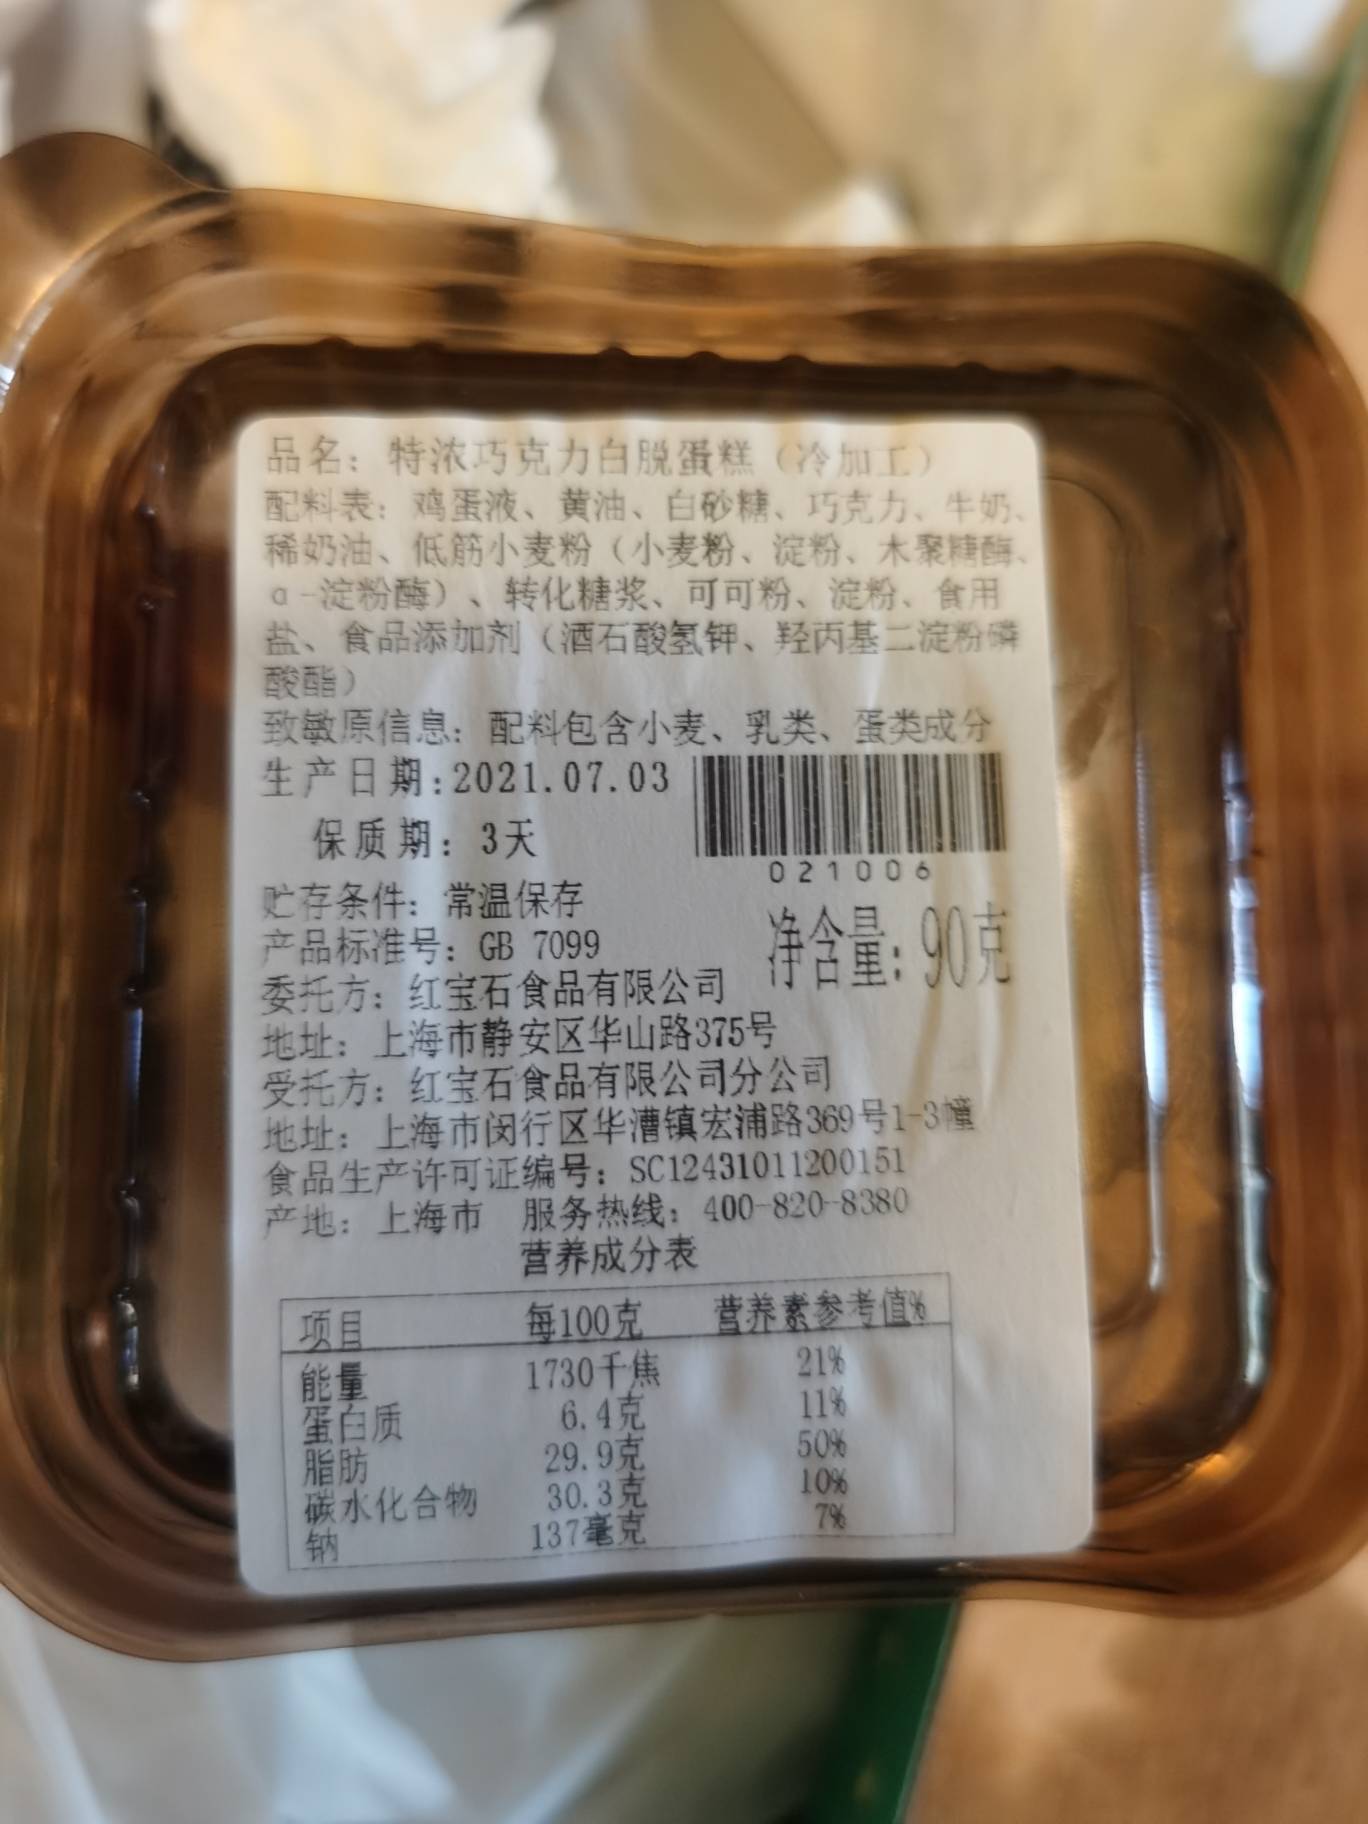 品名：特浓巧克力白脱蛋糕（冷加工）
配料表：鸡蛋液、黄油、白砂糖、巧克力、牛奶、
稀奶油、低筋小麦粉（小麦粉、淀粉、木聚糖酶、
α-淀粉酶）、转化糖浆、可可粉、淀粉、食用
盐、食品添加剂（酒石酸氢钾、羟丙基二淀粉磷
酸酯）
致敏原信息：配料包含小麦、乳类、蛋类成分
生产日期:2021.07.03
保质期：3天
021006
贮存条件：常温保存
产品标准号：GB 7099
净含量：90克
委托方：红宝石食品有限公司
地址：上海市静安区华山路375号
受托方：红宝石食品有限公司分公司
地址：上海市闵行区华漕镇宏浦路369号1-3幢
食品生产许可证编号：SC12431011200151
产地：上海市 服务热线：400-820-8380
营养成分表
项目 每100克 营养素参考值%
能量 1730千焦 21%
蛋白质 6.4克 11%
脂肪 29.9克 50%
碳水化合物 30.3克 10%
钠 137毫克 7%